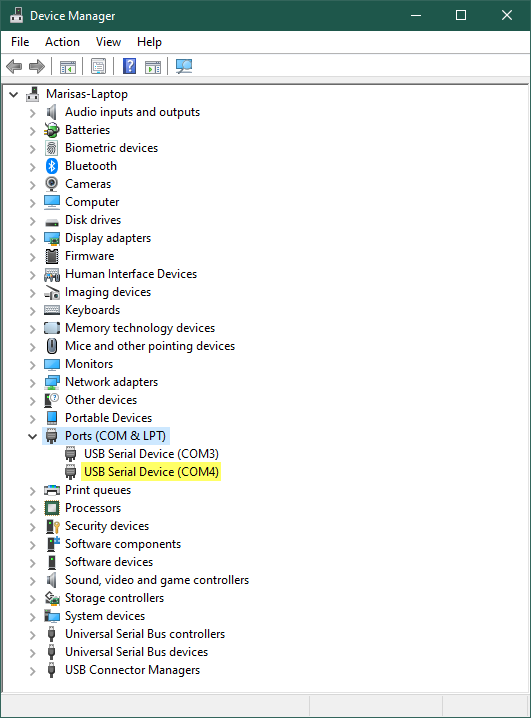 Device Manager
File Action View Help
Marisas-Laptop
Audio inputs and outputs
Batteries
Biometric devices
Bluetooth
Cameras
Computer
Disk drives
Display adapters
Firmware
Human Interface Devices
Imaging devices
Keyboards
Memory technology devices
Mice and other pointing devices
Monitors
Network adapters
Other devices
Portable Devices
Ports (COM & LPT)
USB Serial Device (COM3)
USB Serial Device (COM4)
Print queues
Processors
Security devices
Software components
Software devices
Sound, video and game controllers
Storage controllers
System devices
Universal Serial Bus controllers
Universal Serial Bus devices
USB Connector Managers